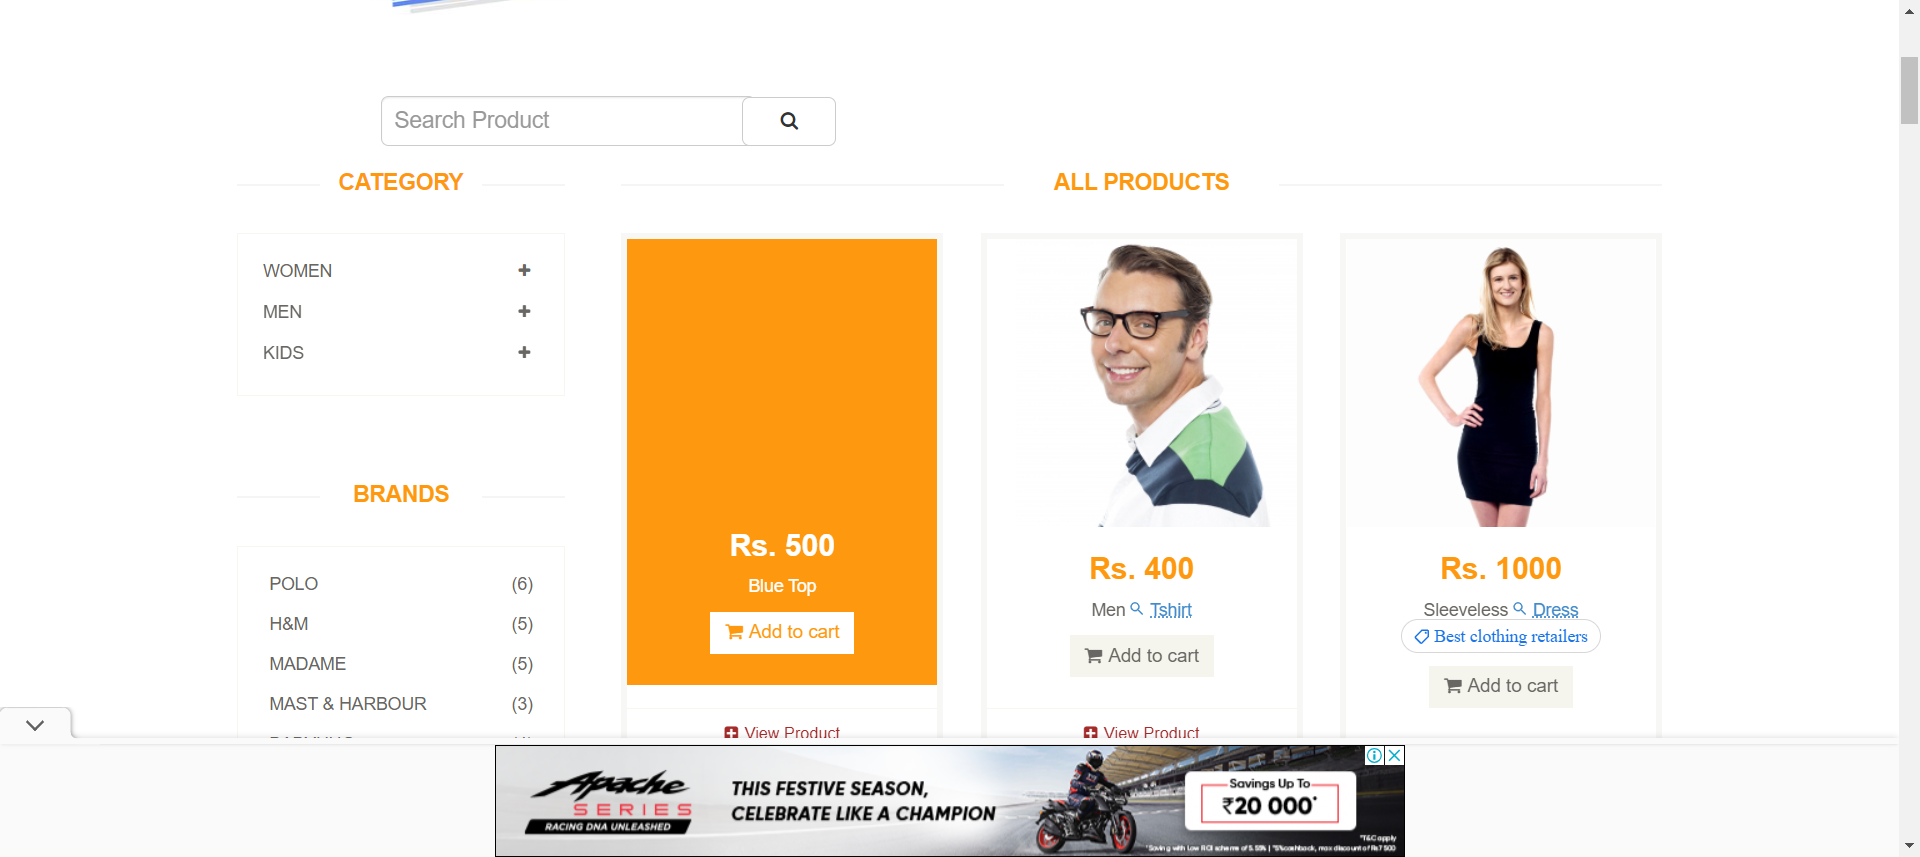 Search Product
CATEGORY
WOMEN
MEN
KIDS
BRANDS
POLO (6)
H&M (5)
MADAME (5)
MAST & HARBOUR (3)
ALL PRODUCTS
Rs. 500
Blue Top
Add to cart
View Product
Rs. 400
Men Tshirt
Add to cart
View Product
Rs. 1000
Sleeveless Dress
Best clothing retailers
Add to cart
Apache
SERIES
RACING DNA UNLEASHED
THIS FESTIVE SEASON,
CELEBRATE LIKE A CHAMPION
Savings Up To
₹20 000*
*T&C apply